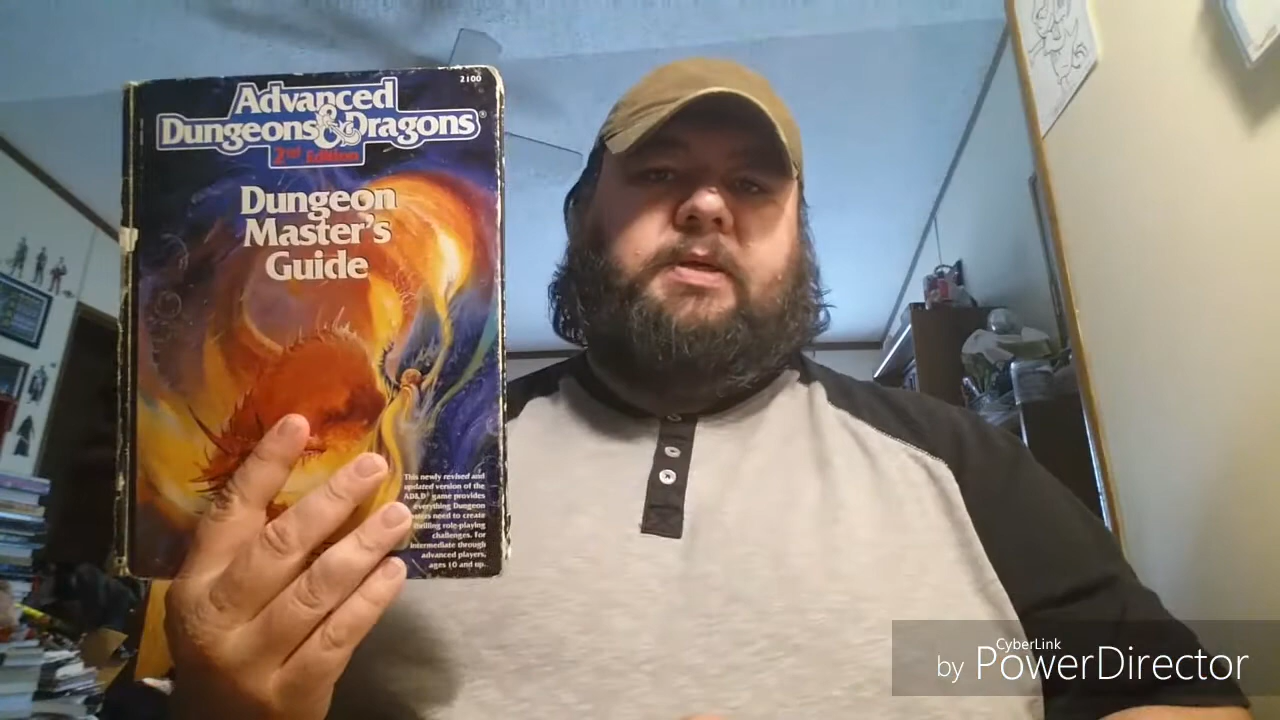 2100
Advanced
Dungeons & Dragons®
2nd Edition
Dungeon
Master's
Guide
This newly revised and
updated version of the
AD&D® game provides
everything Dungeon
need to create
thrilling role-playing
challenges. For
intermediate through
advanced players,
ages 10 and up.
CyberLink
by PowerDirector